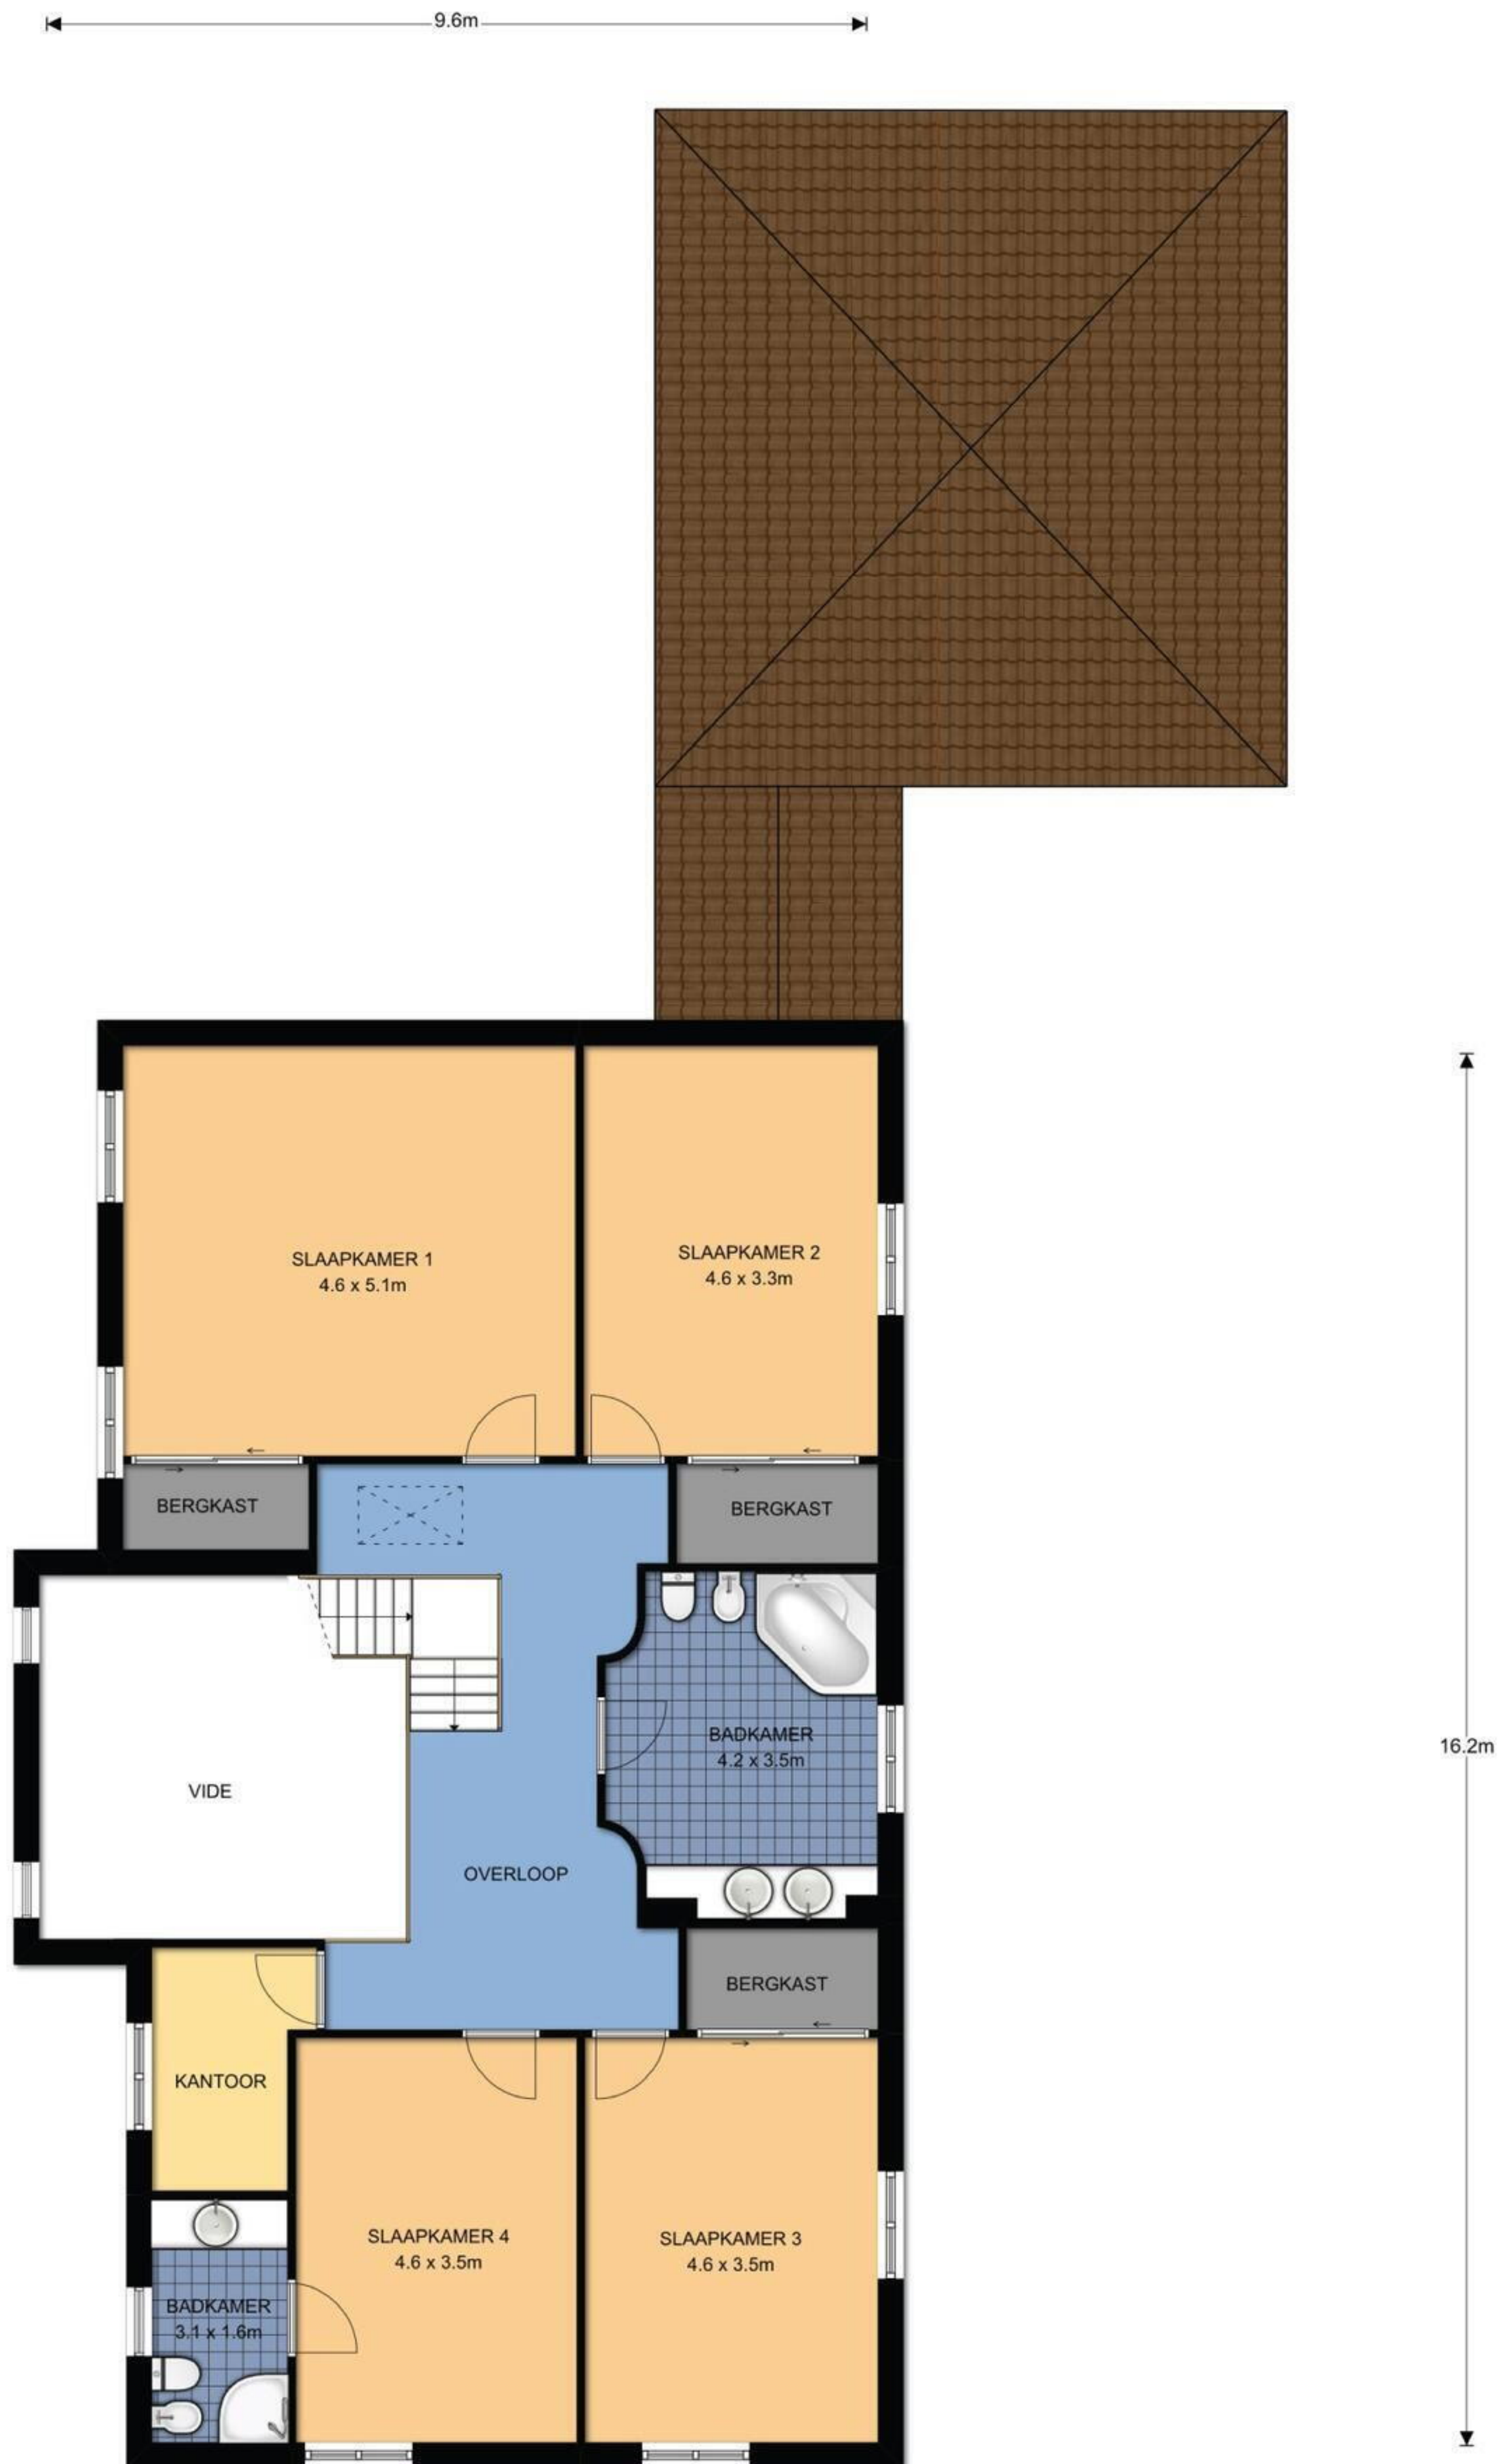 9.6m
SLAAPKAMER 1
4.6 x 5.1m
SLAAPKAMER 2
4.6 x 3.3m
BERGKAST
BERGKAST
BADKAMER
4.2 x 3.5m
16.2m
VIDE
OVERLOOP
BERGKAST
KANTOOR
SLAAPKAMER 4
4.6 x 3.5m
SLAAPKAMER 3
4.6 x 3.5m
BADKAMER
3.1 x 1.6m